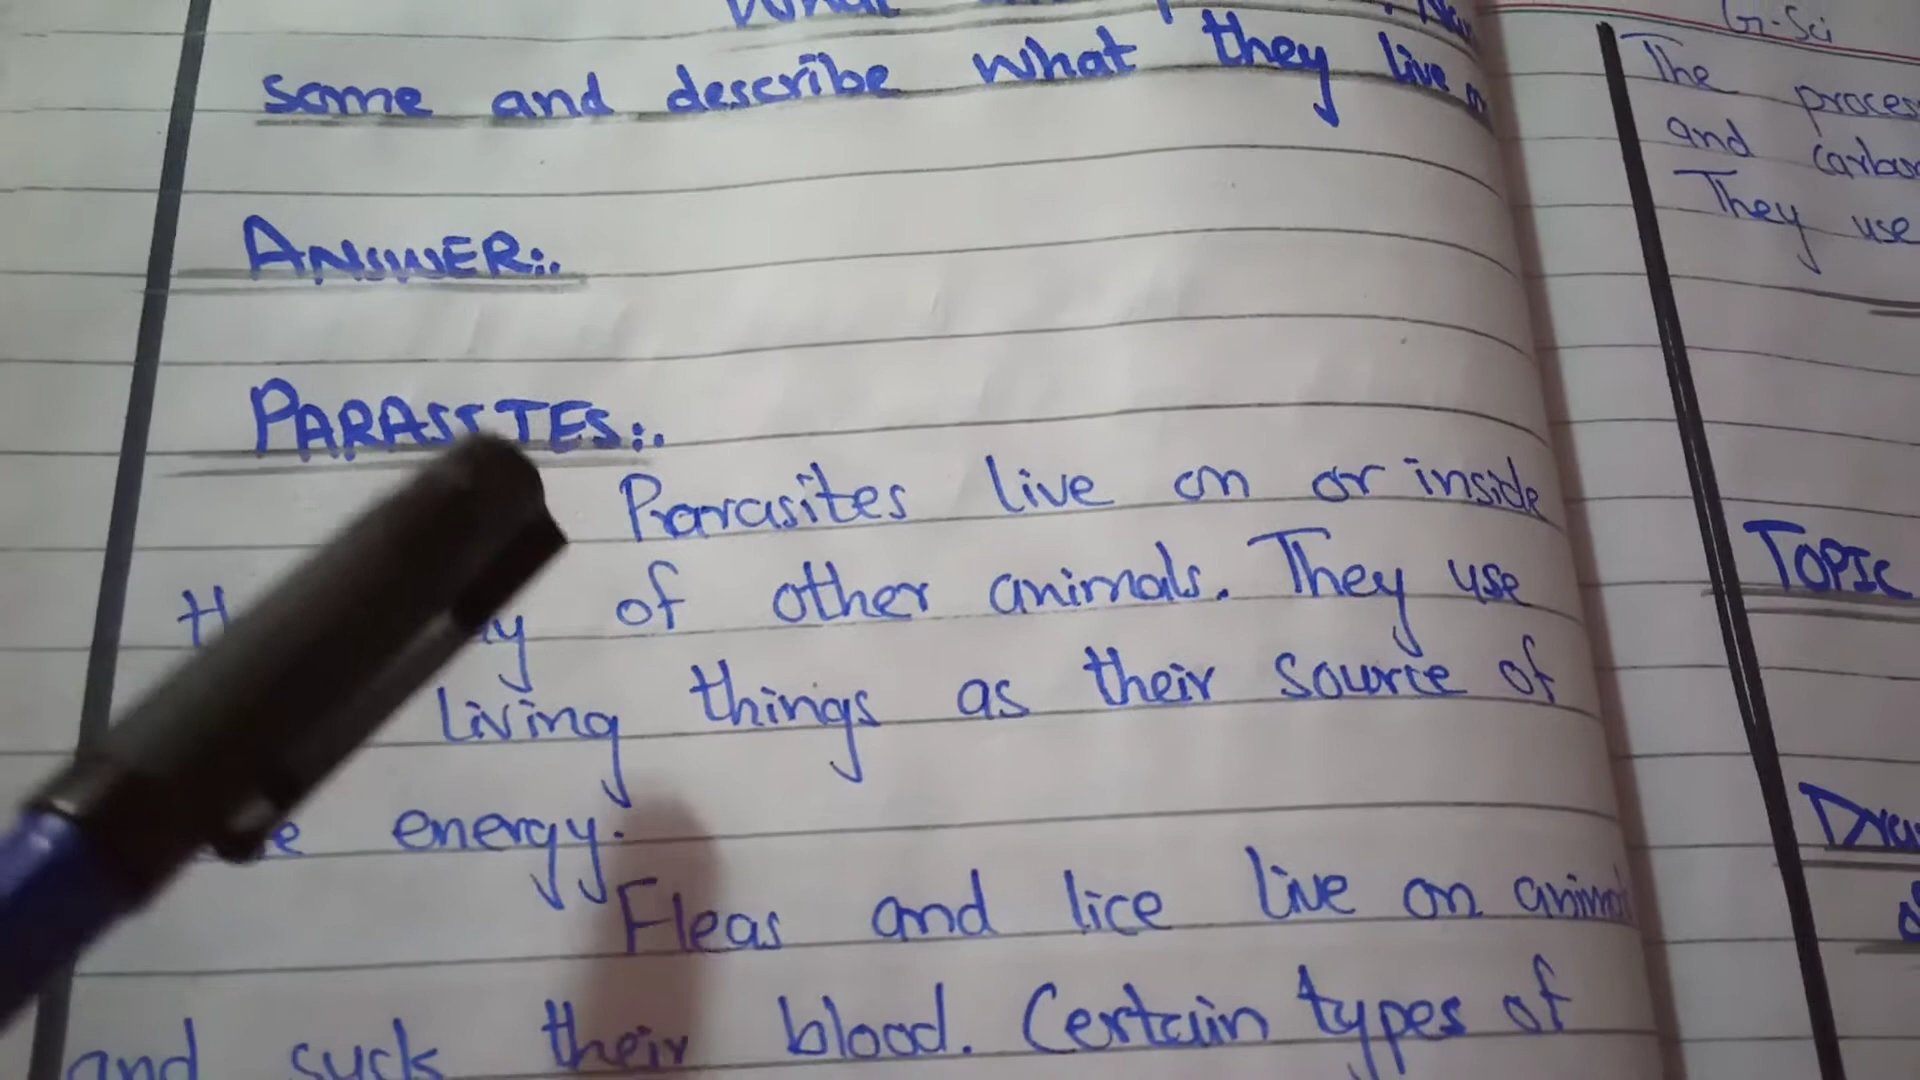 What
some and describe what they live
ANSWER:.
PARASITES:.
Parasites live on or inside
of other animals. They use
living things as their source of
energy.
Fleas and lice live on
and suck their blood. Certain types of
G-Sci
The
and
They use
TOPIC